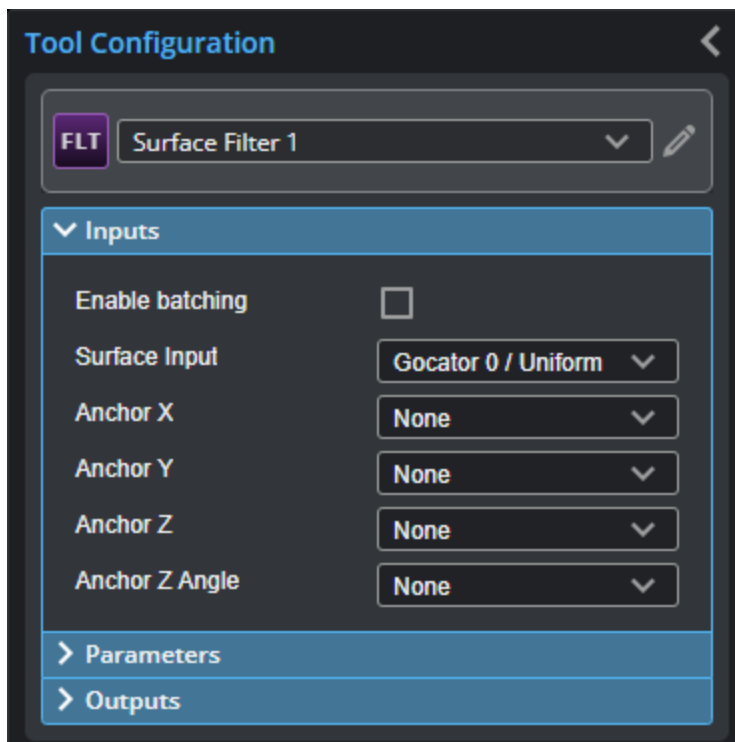 Tool Configuration
FLT Surface Filter 1
Inputs
Enable batching
Surface Input Gocator 0 / Uniform
Anchor X None
Anchor Y None
Anchor Z None
Anchor Z Angle None
Parameters
Outputs